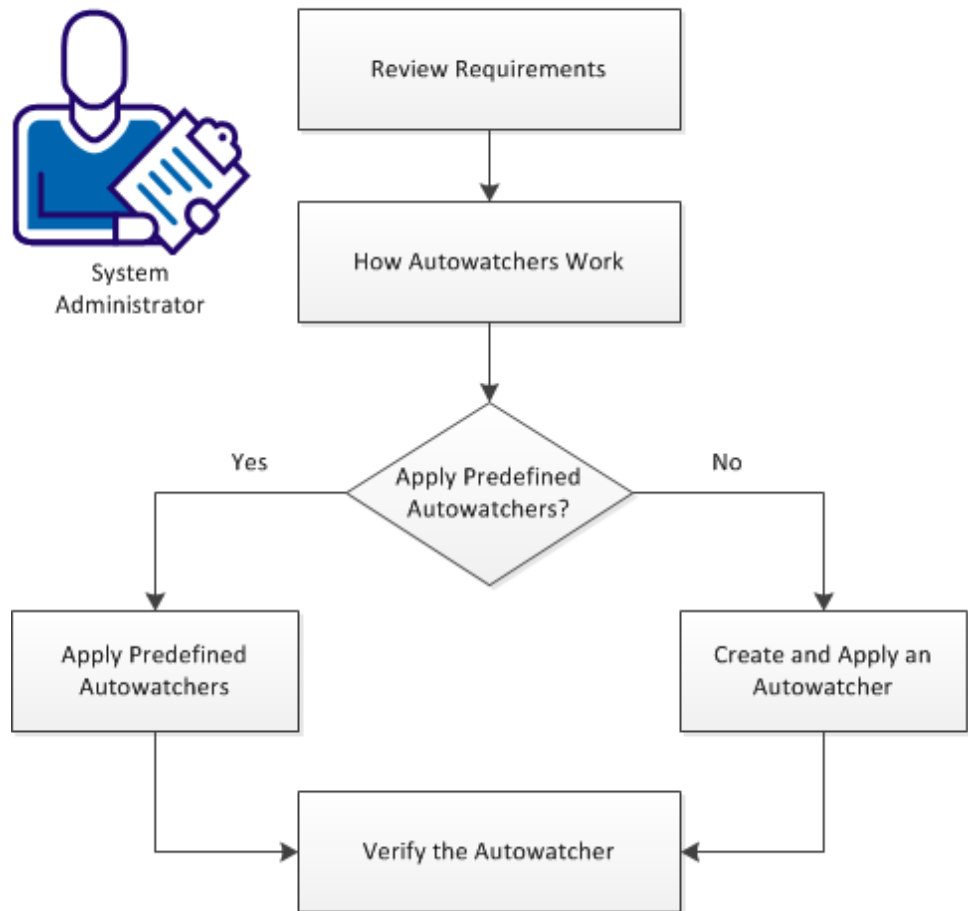 Review Requirements
System
Administrator
How Autowatchers Work
Yes
No
Apply Predefined
Autowatchers?
Apply Predefined
Autowatchers
Create and Apply an
Autowatcher
Verify the Autowatcher